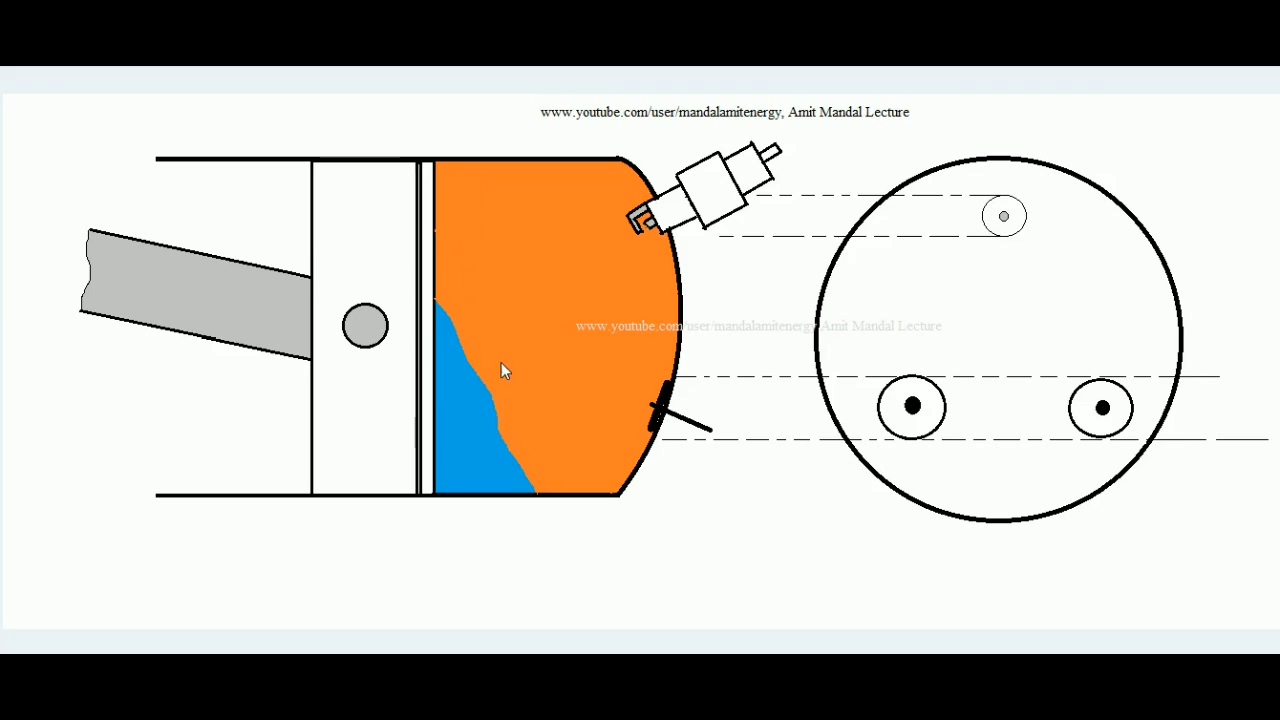 www.youtube.com/user/mandalamitenergy, Amit Mandal Lecture
www.youtube.com/user/mandalamitenergy Amit Mandal Lecture